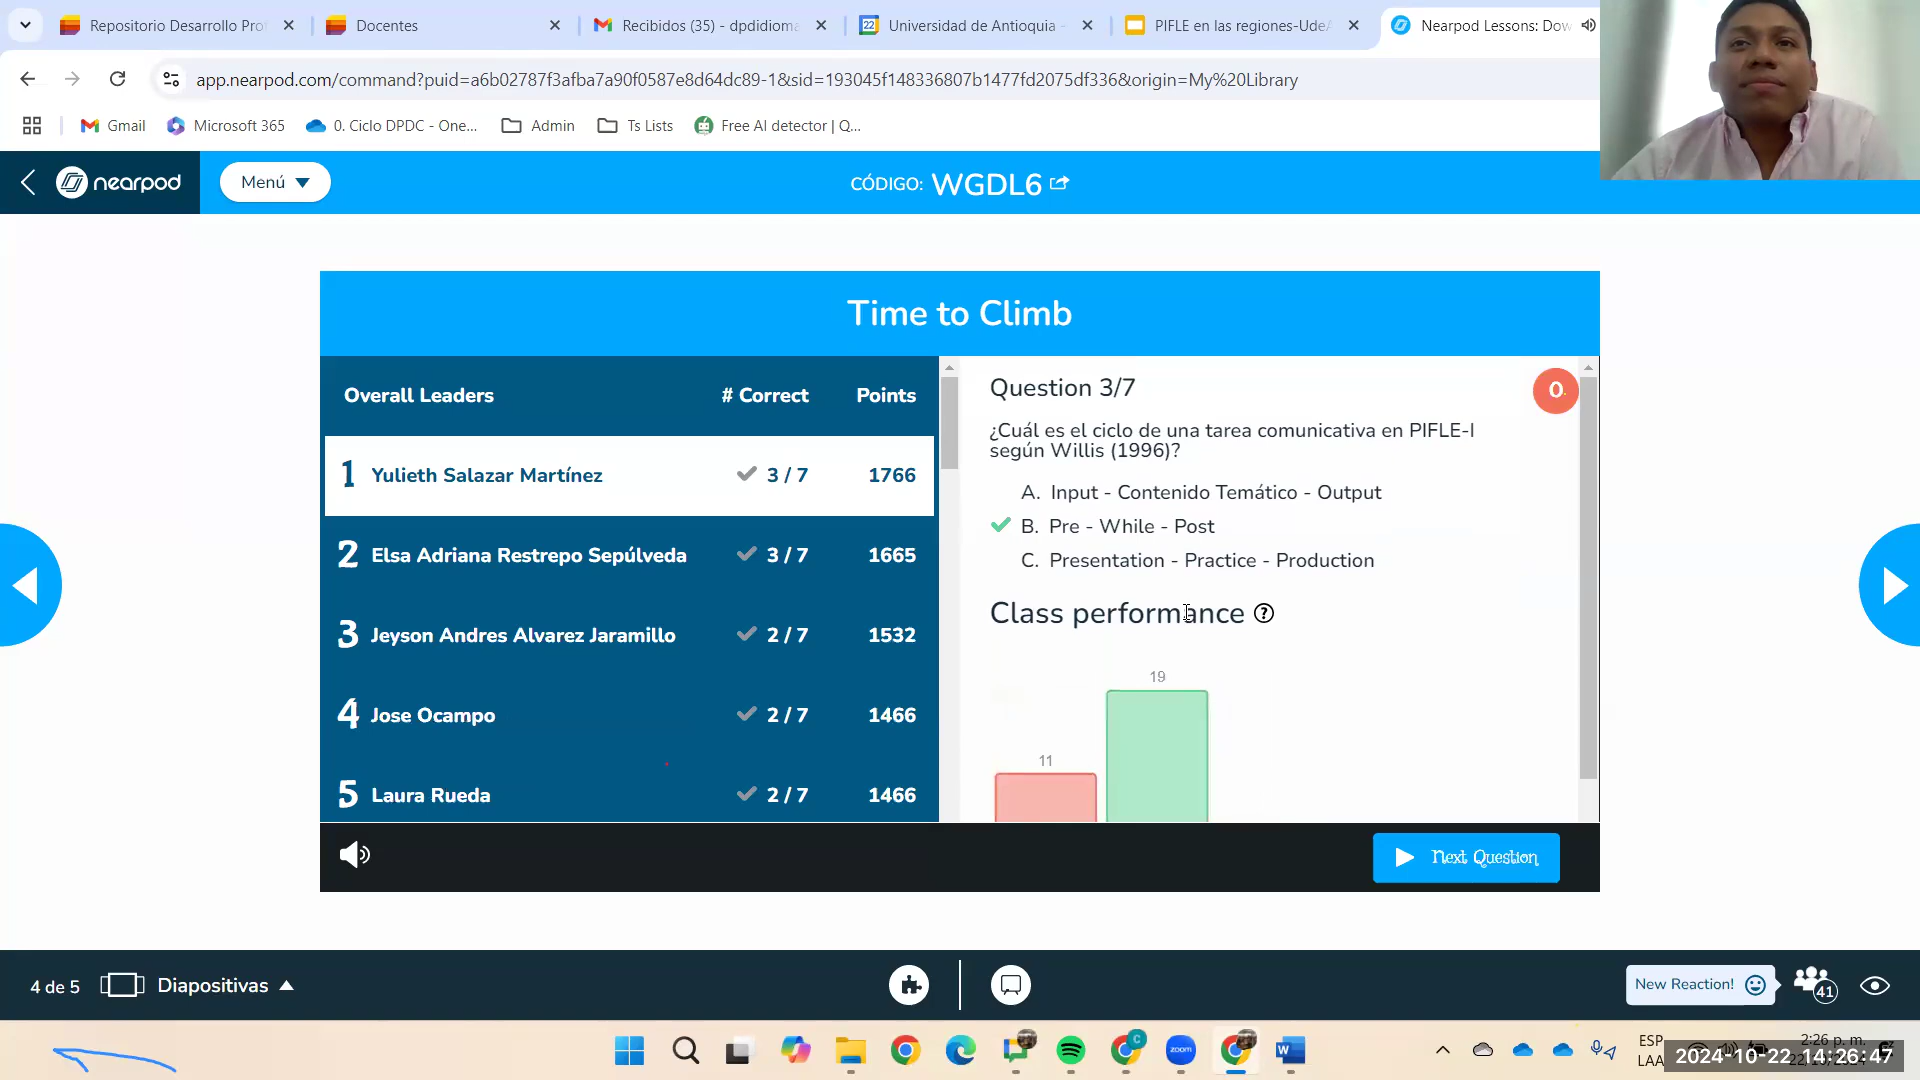 Repositorio Desarrollo Prof
Docentes
Recibidos (35) - dpdidioma
22
Universidad de Antioquia -
PIFLE en las regiones-UdeA
Nearpod Lessons: Dow
app.nearpod.com/command?puid=a6b02787f3afba7a90f0587e8d64dc89-1&sid=193045f148336807b1477fd2075df336&origin=My%20Library
Gmail
Microsoft 365
0. Ciclo DPDC - One...
Admin
Ts Lists
Free AI detector | Q...
nearpod
Menú
CÓDIGO: WGDL6
Time to Climb
Overall Leaders # Correct Points
1 Yulieth Salazar Martínez 3 / 7 1766
2 Elsa Adriana Restrepo Sepúlveda 3 / 7 1665
3 Jeyson Andres Alvarez Jaramillo 2 / 7 1532
4 Jose Ocampo 2 / 7 1466
5 Laura Rueda 2 / 7 1466
Question 3/7
0
¿Cuál es el ciclo de una tarea comunicativa en PIFLE-I
según Willis (1996)?
A. Input - Contenido Temático - Output
B. Pre - While - Post
C. Presentation - Practice - Production
Class performance ?
19
11
Next Question
4 de 5
Diapositivas
New Reaction!
41
zoom
ESP
LAA
2:26 p. m.
2024-10-22 14:26:47